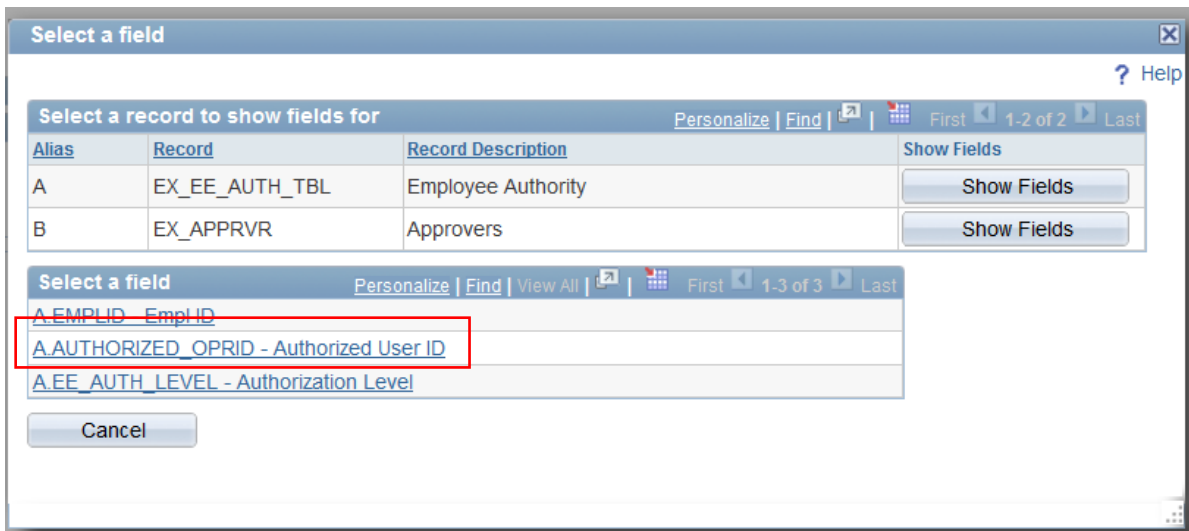 Select a field
? Help
Select a record to show fields for Personalize | Find | | First 1-2 of 2 Last
Alias Record Record Description Show Fields
A EX_EE_AUTH_TBL Employee Authority Show Fields
B EX_APPRVR Approvers Show Fields
Select a field Personalize | Find | View All | | First 1-3 of 3 Last
A.EMPLID - Empl ID
A.AUTHORIZED_OPRID - Authorized User ID
A.EE_AUTH_LEVEL - Authorization Level
Cancel